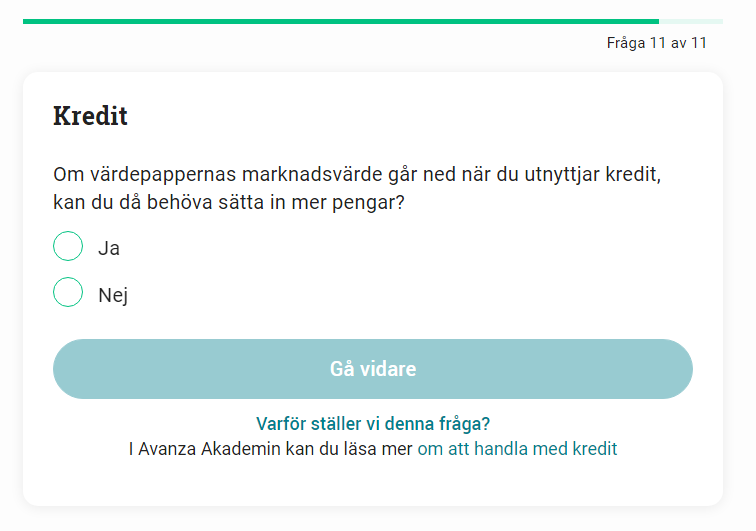 Fråga 11 av 11
Kredit
Om värdepappernas marknadsvärde går ned när du utnyttjar kredit,
kan du då behöva sätta in mer pengar?
Ja
Nej
Gå vidare
Varför ställer vi denna fråga?
I Avanza Akademin kan du läsa mer om att handla med kredit